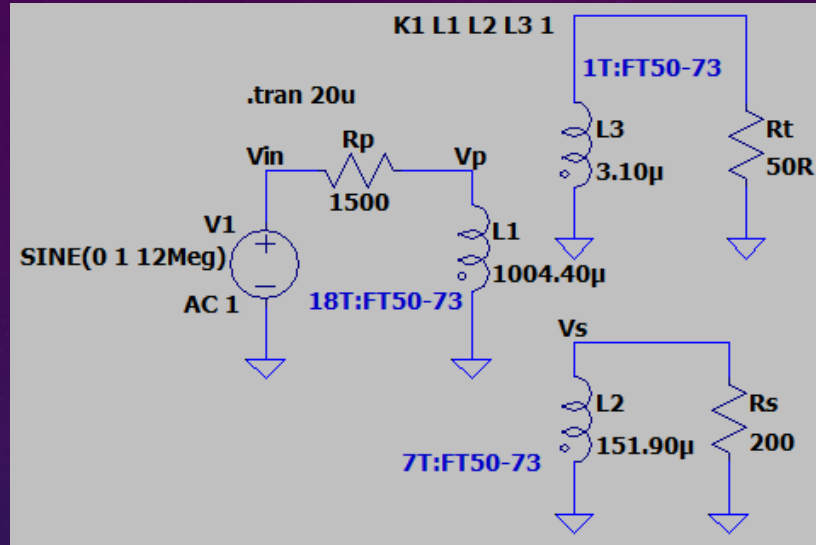 K1 L1 L2 L3 1
1T:FT50-73
.tran 20u
L3
3.10µ
Rt
50R
Vin
Rp
1500
Vp
V1
SINE(0 1 12Meg)
AC 1
L1
1004.40µ
18T:FT50-73
Vs
L2
151.90µ
7T:FT50-73
Rs
200